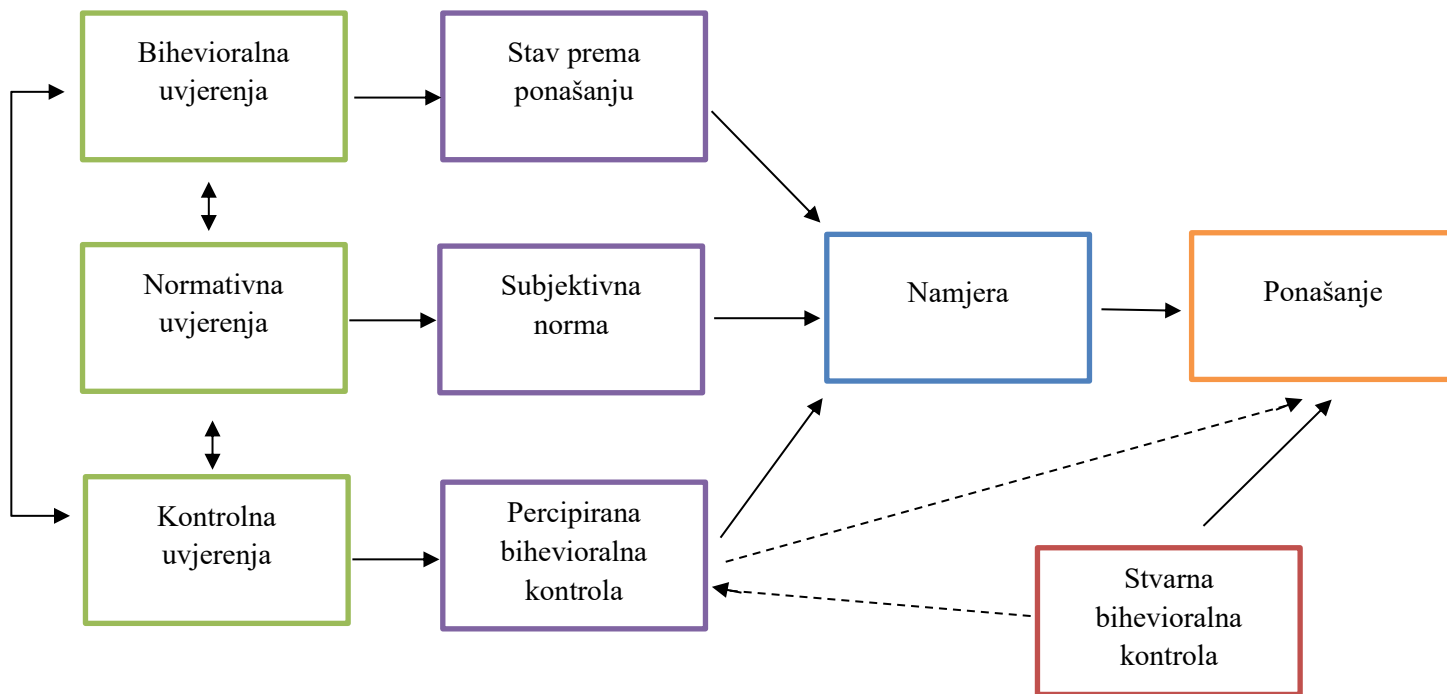 Bihevioralna
uvjerenja
Stav prema
ponašanju
Normativna
uvjerenja
Subjektivna
norma
Namjera
Ponašanje
Kontrolna
uvjerenja
Percipirana
bihevioralna
kontrola
Stvarna
bihevioralna
kontrola